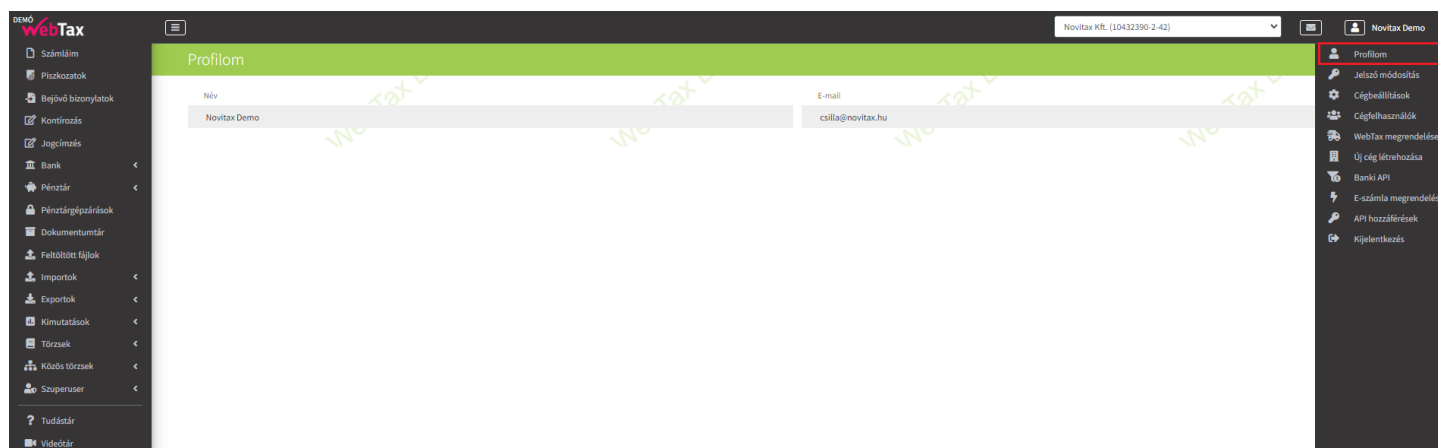 DEMÓ
WebTax
Novitax Kft. (10432390-2-42)
Novitax Demo
Számláim
Piszkozatok
Bejövő bizonylatok
Kontírozás
Jogcímzés
Bank
Pénztár
Pénztárgépzárások
Dokumentumtár
Feltöltött fájlok
Importok
Exportok
Kimutatások
Törzsek
Közös törzsek
Szuperuser
Tudástár
Videótár
Profilom
Név
E-mail
Novitax Demo
csilla@novitax.hu
Profilom
Jelszó módosítás
Cégbeállítások
Cégfelhasználók
WebTax megrendelése
Új cég létrehozása
Banki API
E-számla megrendelés
API hozzáférések
Kijelentkezés